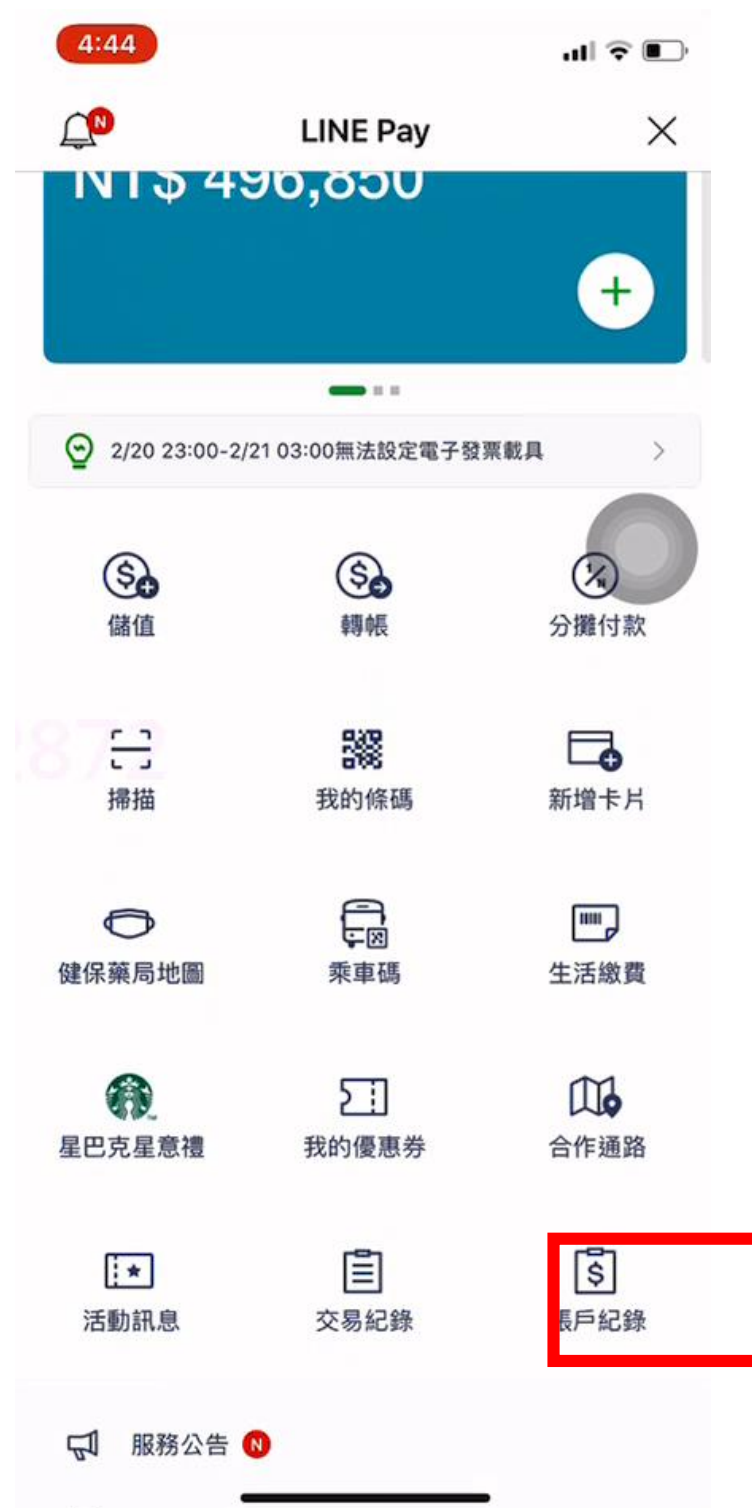 4:44
N
LINE Pay
NT$ 496,850
2/20 23:00-2/21 03:00無法設定電子發票載具
儲值
轉帳
分攤付款
2872
掃描
我的條碼
新增卡片
健保藥局地圖
乘車碼
生活繳費
星巴克星意禮
我的優惠券
合作通路
活動訊息
交易紀錄
帳戶紀錄
服務公告 N